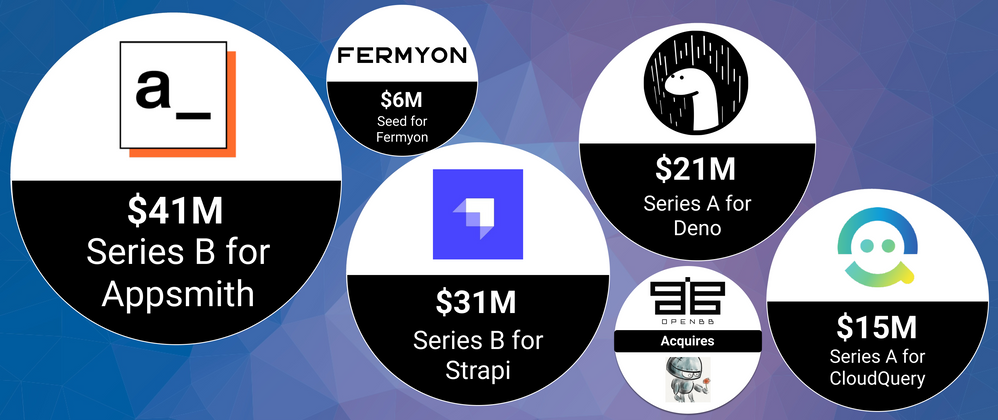 a_
$41M
Series B for
Appsmith
FERMYON
$6M
Seed for
Fermyon
$31M
Series B for
Strapi
$21M
Series A for
Deno
OPENBB
Acquires
$15M
Series A for
CloudQuery